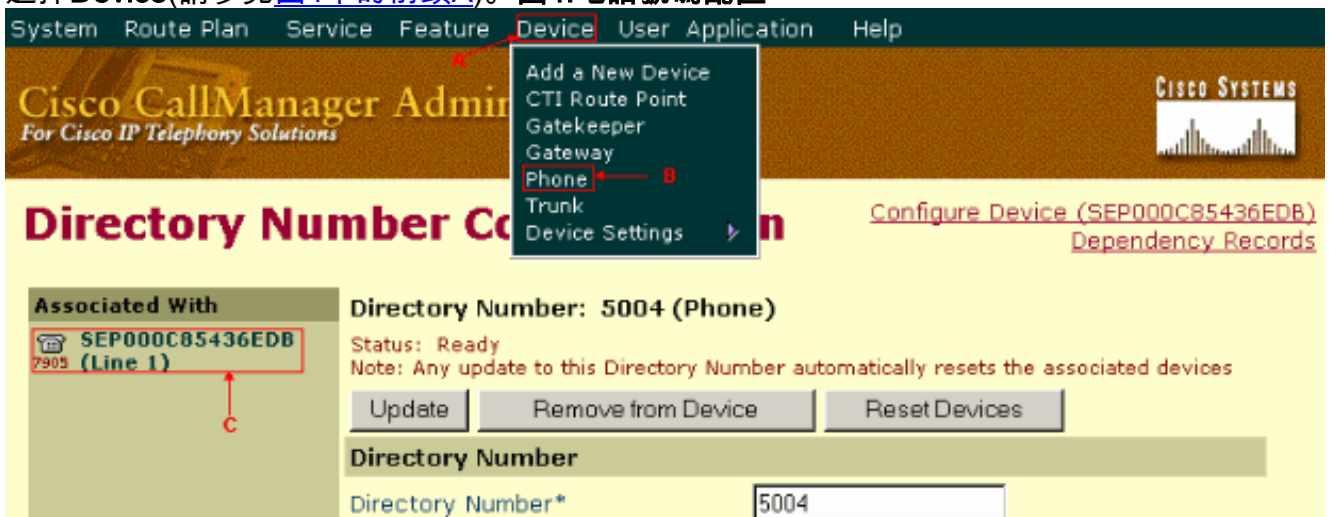 System Route Plan Service Feature Device User Application Help
A
Cisco CallManager Admin
For Cisco IP Telephony Solutions
Add a New Device
CTI Route Point
Gatekeeper
Gateway
Phone
B
Trunk
Device Settings
CISCO SYSTEMS
Directory Number Co n
Configure Device (SEP000C85436EDB)
Dependency Records
Associated With
SEP000C85436EDB
7905 (Line 1)
C
Directory Number: 5004 (Phone)
Status: Ready
Note: Any update to this Directory Number automatically resets the associated devices
Update Remove from Device Reset Devices
Directory Number
Directory Number* 5004